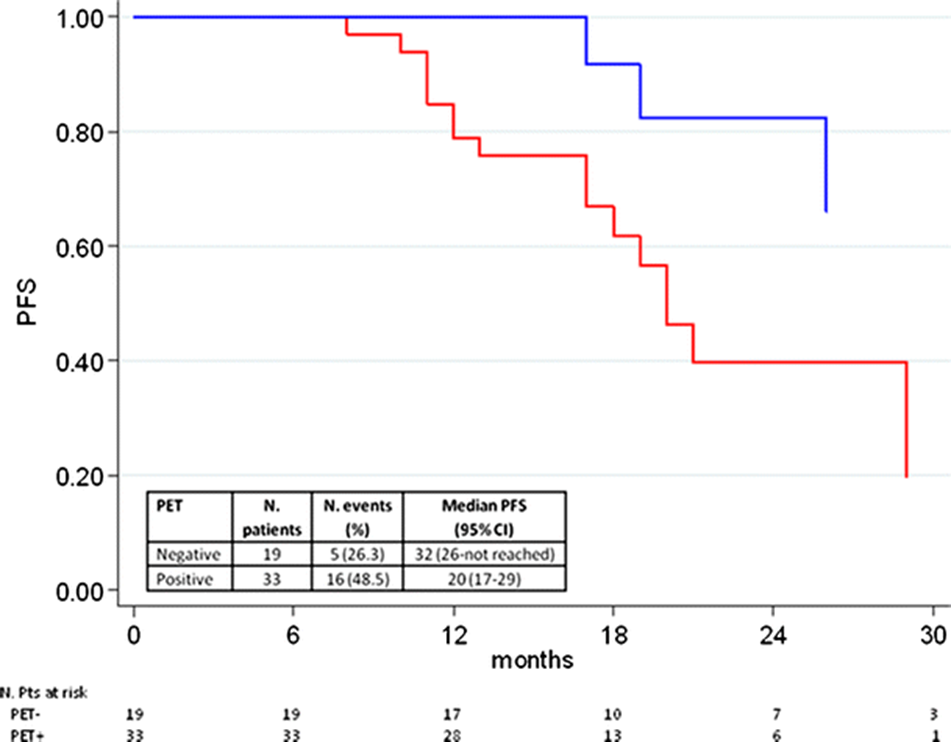 1.00
0.80
0.60
0.40
0.20
0.00
PFS
PET N. patients N. events (%) Median PFS (95% CI)
Negative 19 5 (26.3) 32 (26-not reached)
Positive 33 16 (48.5) 20 (17-29)
0 6 12 18 24 30
months
N. Pts at risk
PET- 19 19 17 10 7 3
PET+ 33 33 28 13 6 1